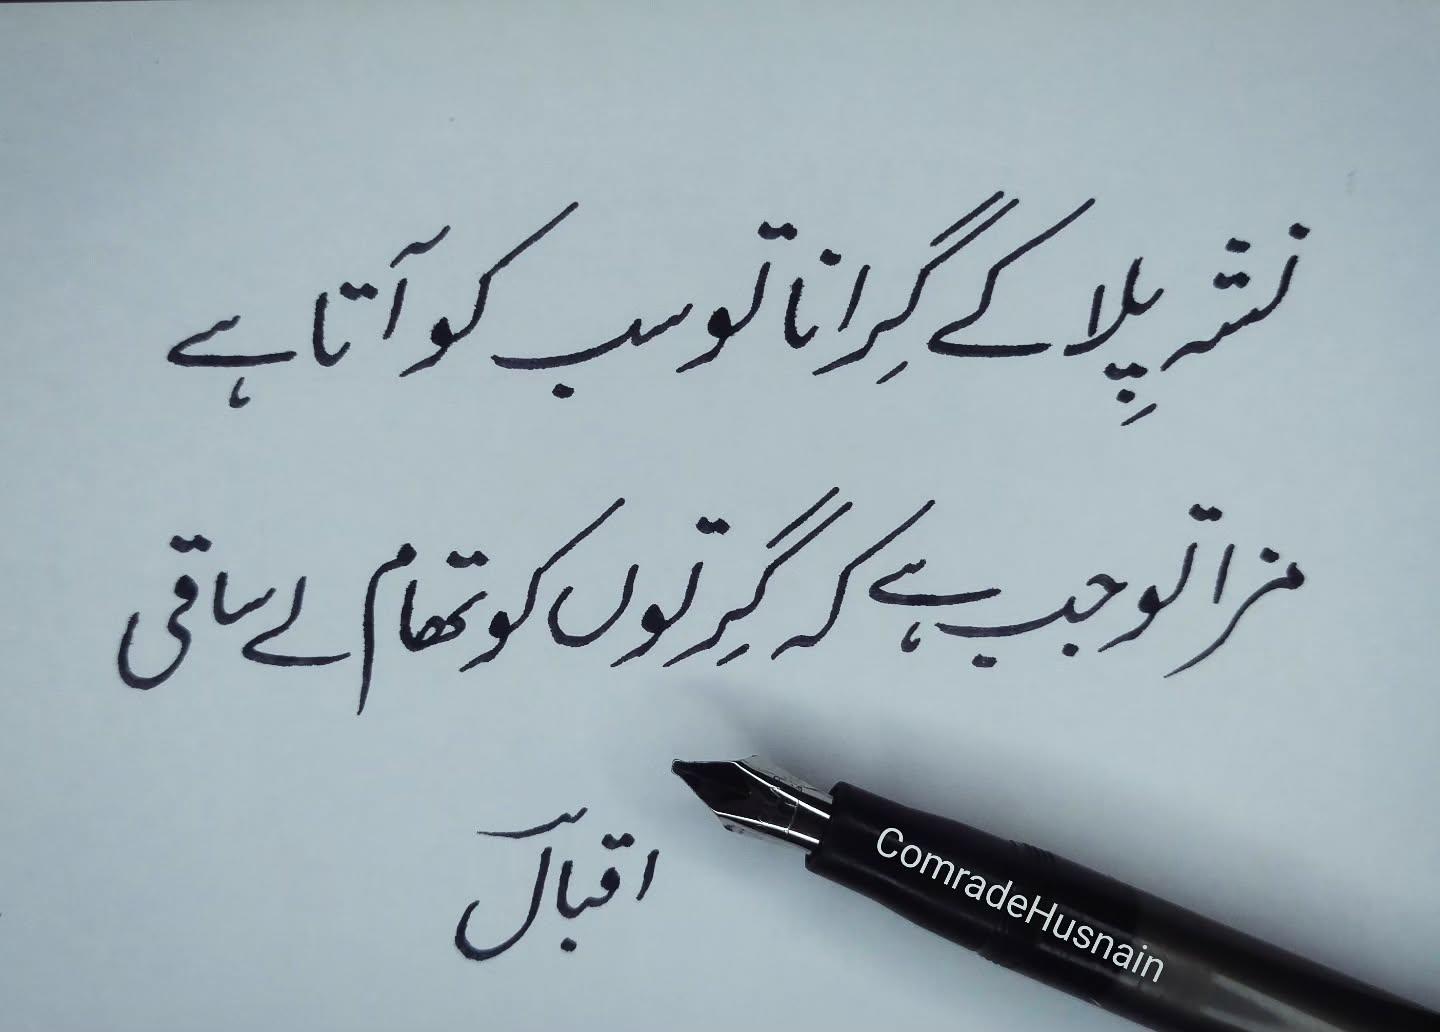 نشہ پِلا کے گِرانا تو سب کو آتا ہے
مزا تو جب ہے کہ گِرتوں کو تھام لے ساقی
اقبالؔ
ComradeHusnain